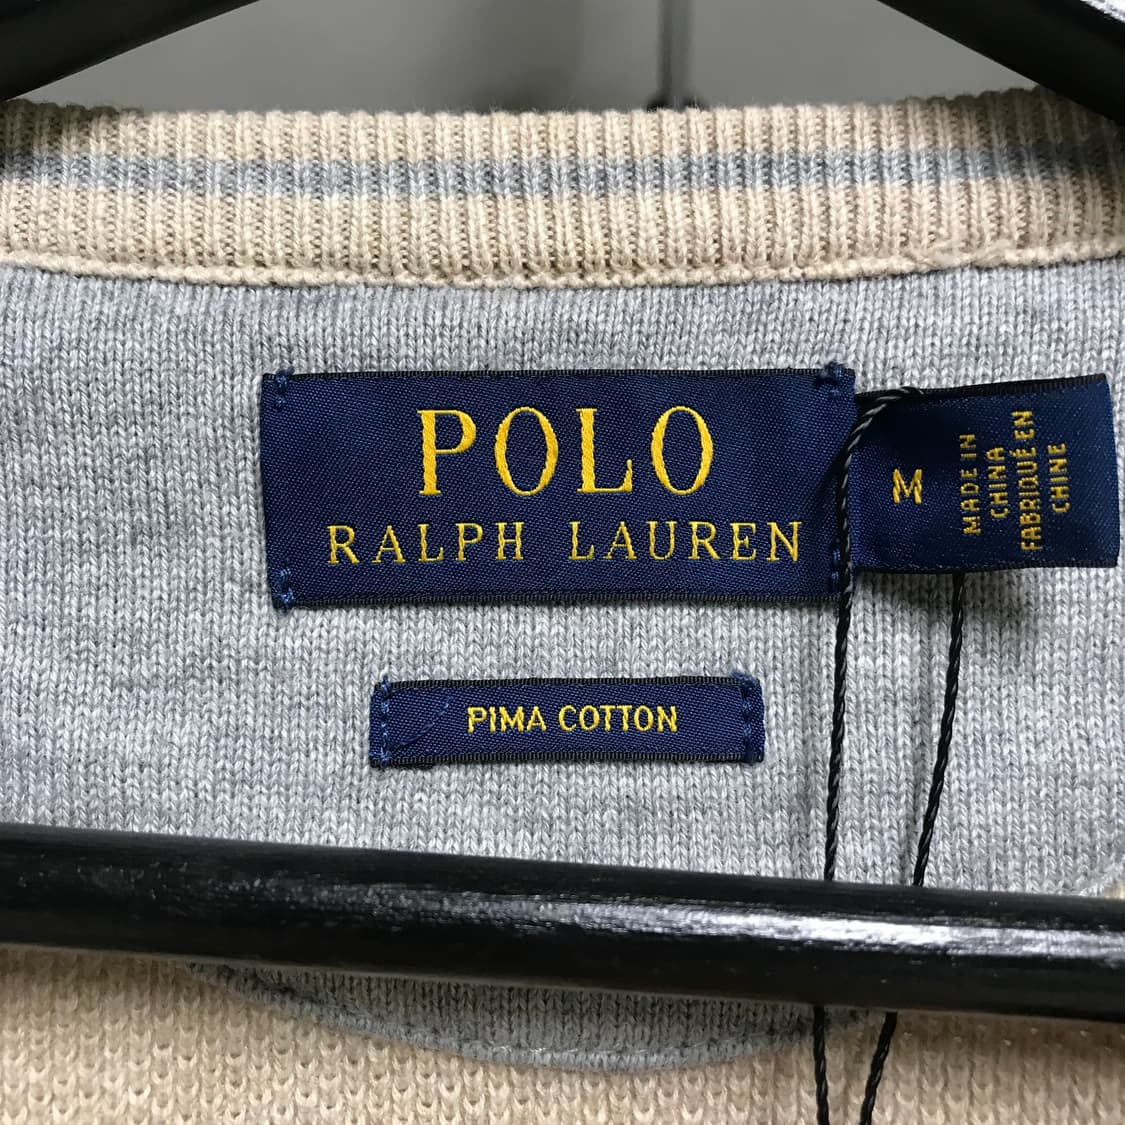 POLO
RALPH LAUREN
M
MADE IN
CHINA
FABRIQUÉ EN
CHINE
PIMA COTTON